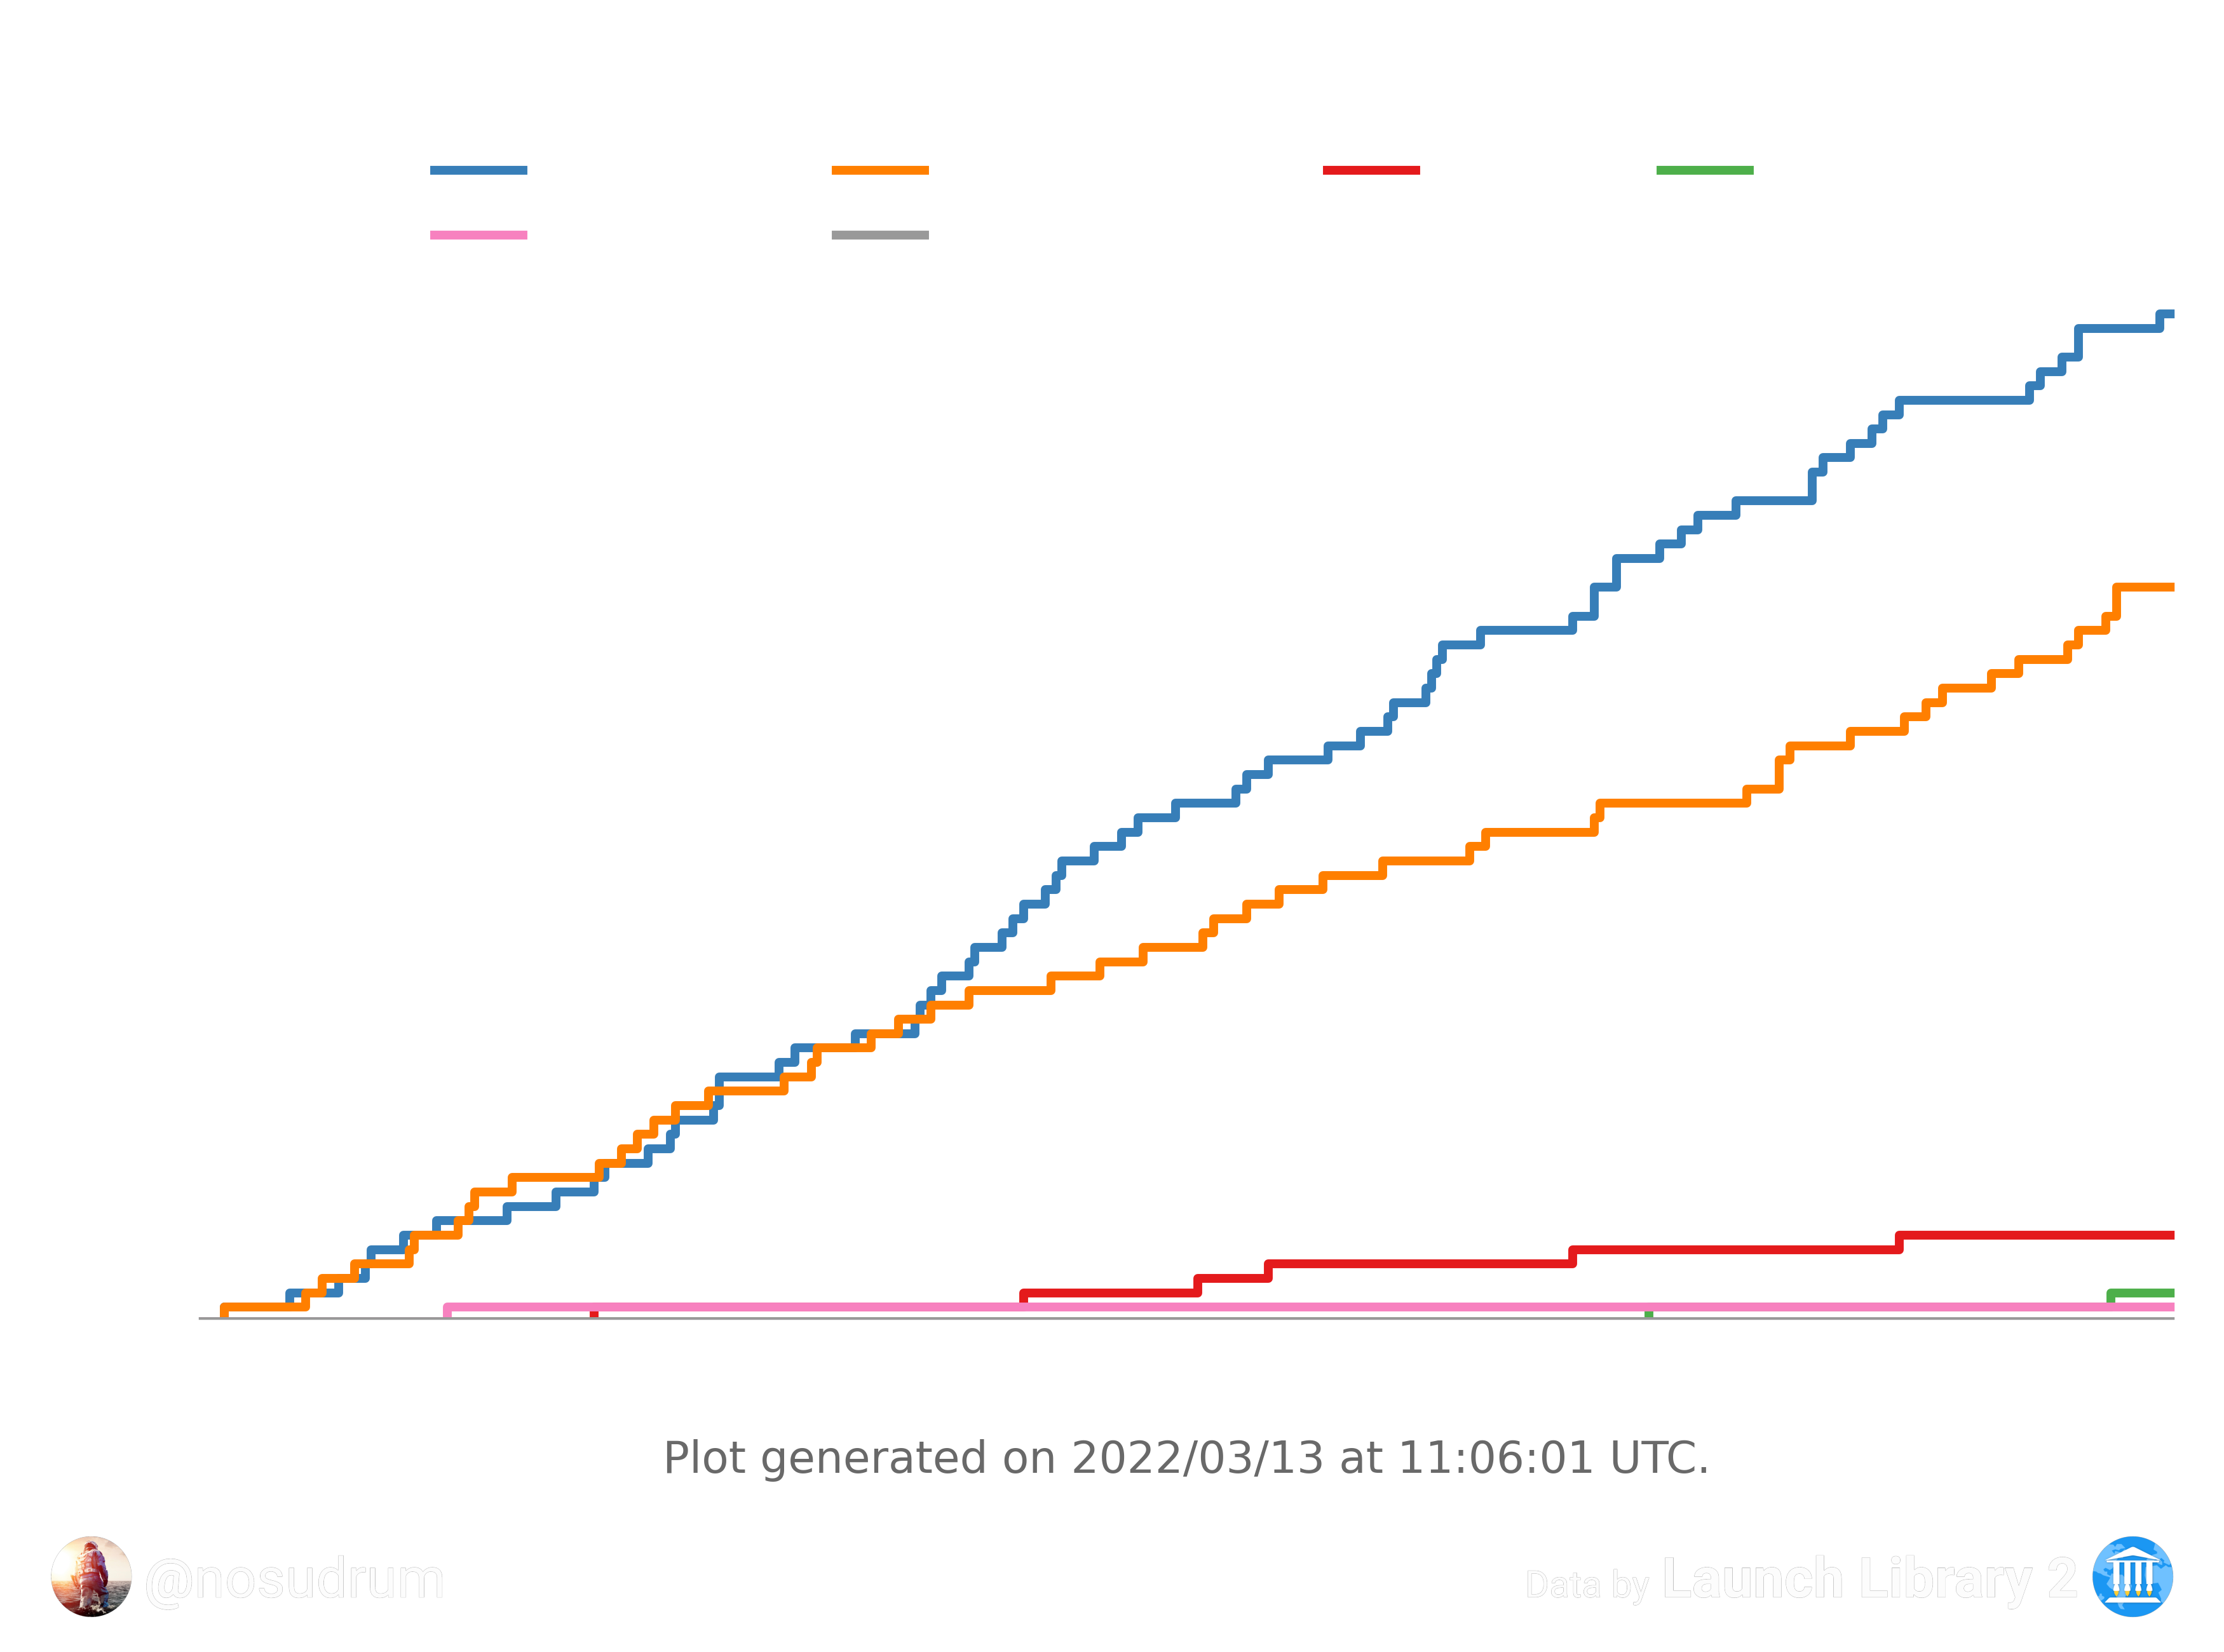 Plot generated on 2022/03/13 at 11:06:01 UTC.
@nosudrum
Data by Launch Library 2